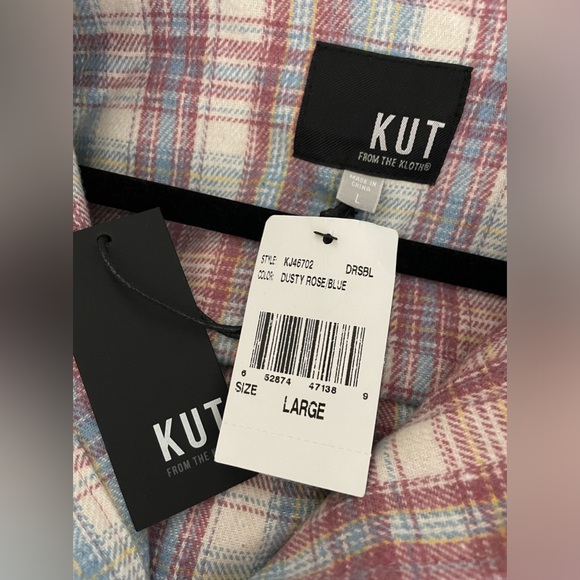 KUT
FROM THE KLOTH®
MADE IN
CHINA
L
STYLE: KJ46702 DRSBL
COLOR: DUSTY ROSE/BLUE
6 52874 47138 9
SIZE LARGE
KUT
FROM THE